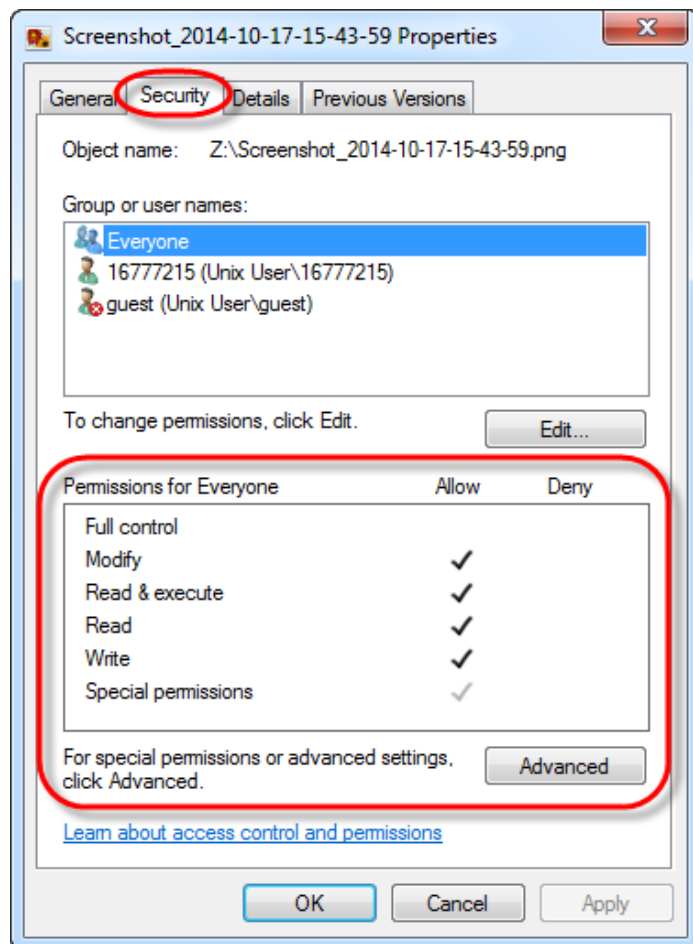 Screenshot_2014-10-17-15-43-59 Properties
General Security Details Previous Versions
Object name: Z:\Screenshot_2014-10-17-15-43-59.png
Group or user names:
Everyone
16777215 (Unix User\16777215)
guest (Unix User\guest)
To change permissions, click Edit.
Edit...
Permissions for Everyone Allow Deny
Full control
Modify
Read & execute
Read
Write
Special permissions
For special permissions or advanced settings,
click Advanced.
Advanced
Learn about access control and permissions
OK Cancel Apply